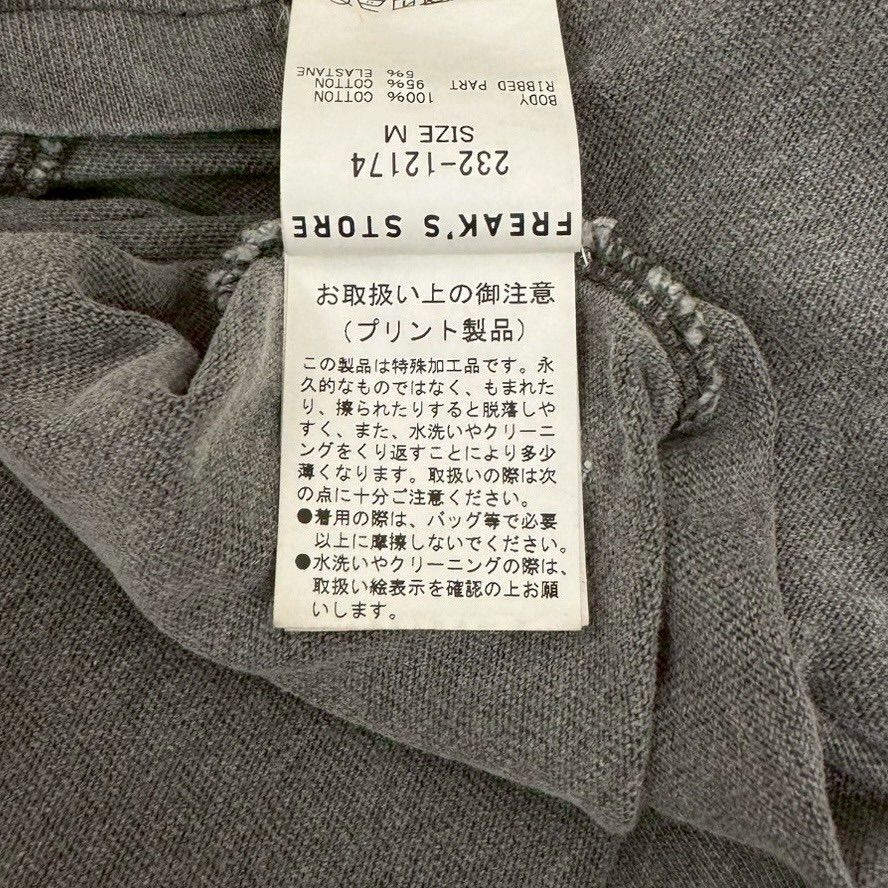 FREAK'S STORE
232-12174
SIZE M
BODY 100% COTTON
RIBBED PART 95% COTTON
5% ELASTANE
お取扱い上の御注意
（プリント製品）
この製品は特殊加工品です。永
久的なものではなく、もまれた
り、擦られたりすると脱落しや
すく、また、水洗いやクリーニ
ングをくり返すことにより多少
薄くなります。取扱いの際は次
の点に十分ご注意ください。
●着用の際は、バッグ等で必要
以上に摩擦しないでください。
●水洗いやクリーニングの際は、
取扱い絵表示を確認の上お願
いします。